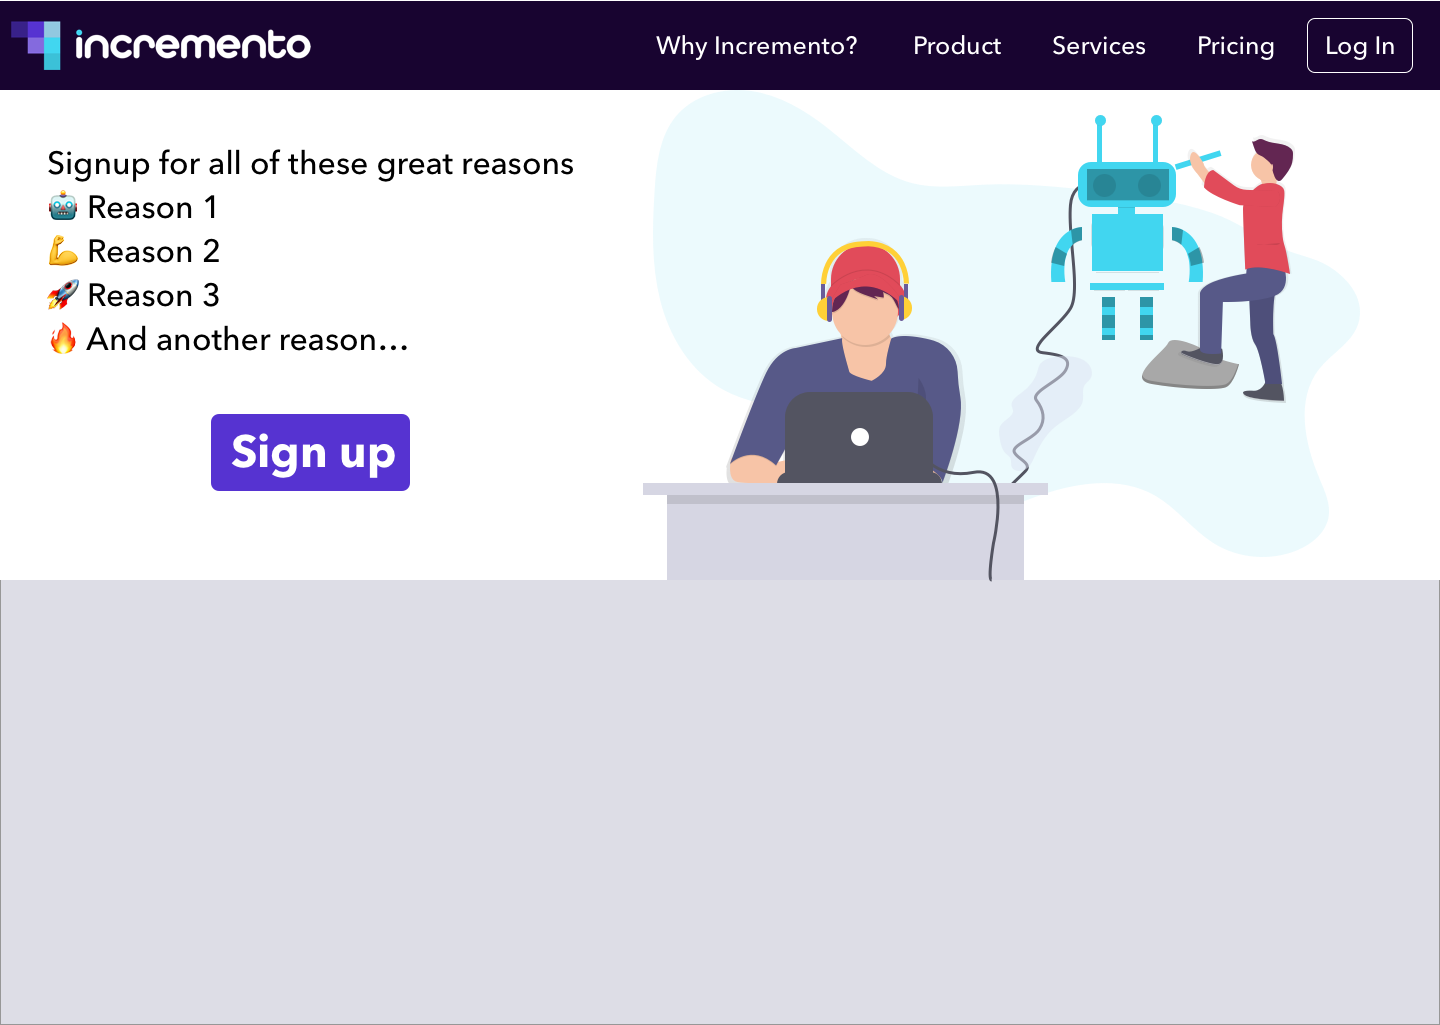 incremento
Why Incremento?
Product
Services
Pricing
Log In
Signup for all of these great reasons
🤖 Reason 1
💪 Reason 2
🚀 Reason 3
🔥 And another reason...
Sign up